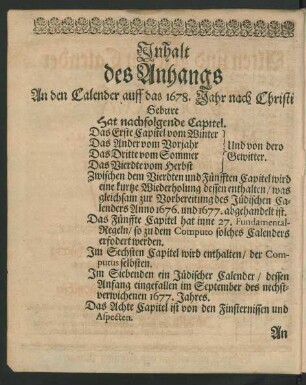 Inhalt
des Anhangs
An den Calender auff das 1678. Jahr nach Christi
Geburt
Hat nachfolgende Capitel.
Das Erste Capitel vom Winter
Das Ander vom Vorjahr
Das Dritte vom Sommer
Das Vierdte vom Herbst
Und von dero
Gewitter.
Zwischen dem Vierdten und Fünfften Capitel wird
eine kurtze Wiederholung dessen enthalten / was
gleichsam zur Vorbereitung des Jüdischen Ca-
lenders Anno 1676. und 1677. abgehandelt ist.
Das Fünffte Capitel hat inne 27. Fundamental-
Regeln / so zu dem Computo solches Calenders
erfodert werden.
Im Sechsten Capitel wird enthalten / der Com-
putus selbsten.
Im Siebenden ein Jüdischer Calender / dessen
Anfang eingefallen im September des nechst-
verwichenen 1677. Jahres.
Das Achte Capitel ist von den Finsternissen und
Aspecten.
An